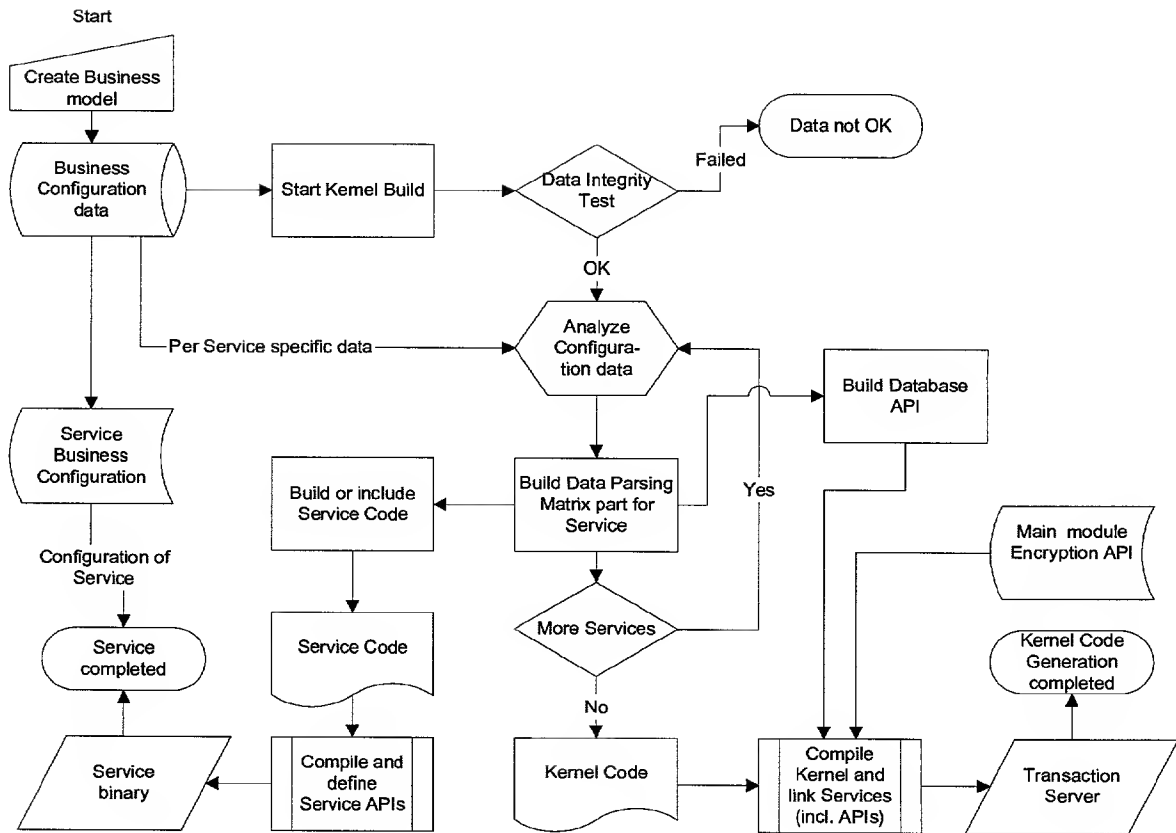 Start
Create Business
model
Business
Configuration
data
Start Kernel Build
Data Integrity
Test
Failed
Data not OK
OK
Per Service specific data
Analyze
Configura-
tion data
Build Database
API
Service
Business
Configuration
Build or include
Service Code
Build Data Parsing
Matrix part for
Service
Yes
Main module
Encryption API
Configuration of
Service
Service
completed
Service Code
More Services
Kernel Code
Generation
completed
No
Service
binary
Compile and
define
Service APIs
Kernel Code
Compile
Kernel and
link Services
(incl. APIs)
Transaction
Server